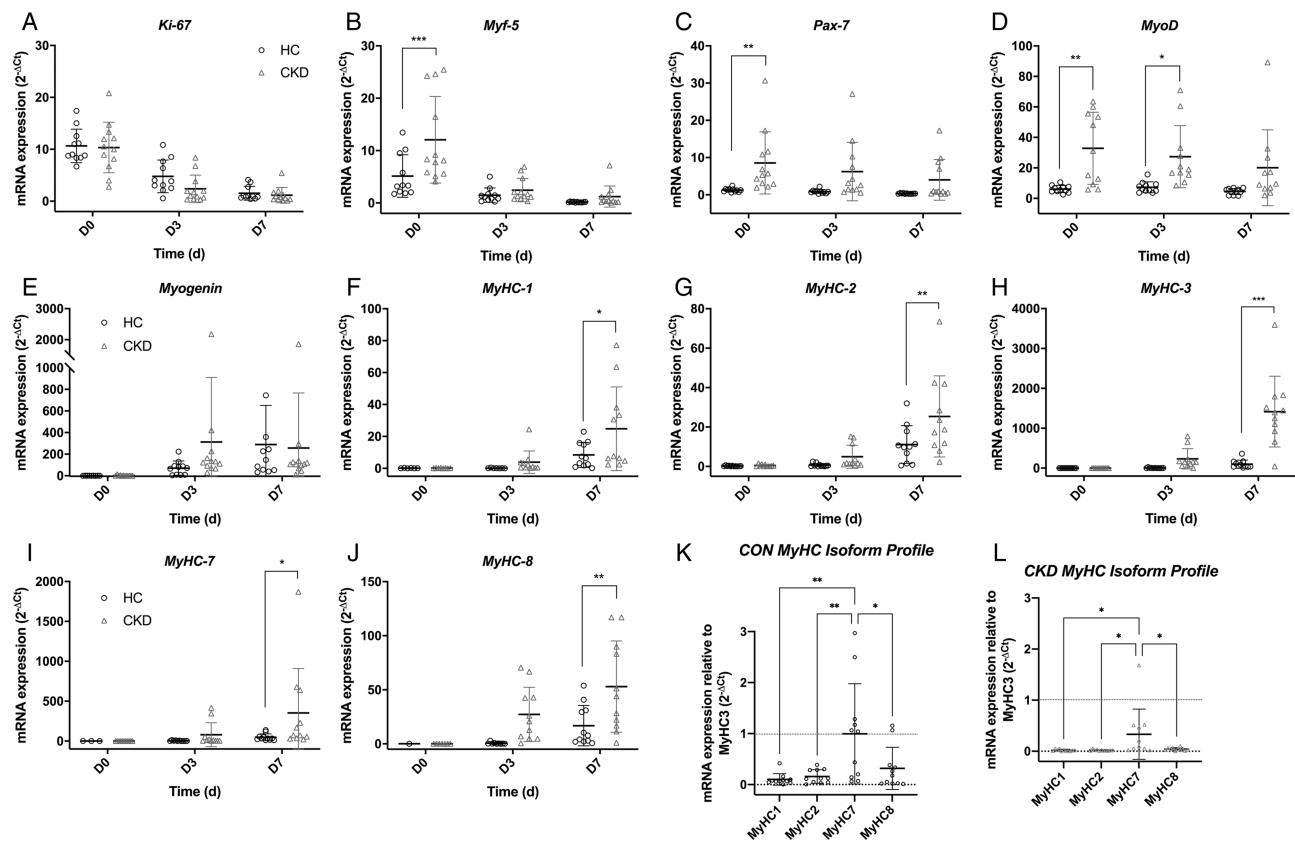 A
Ki-67
mRNA expression (2-ΔCt)
30
20
10
0
HC
CKD
D0
D3
D7
Time (d)
B
Myf-5
mRNA expression (2-ΔCt)
30
20
10
0
***
D0
D3
D7
Time (d)
C
Pax-7
mRNA expression (2-ΔCt)
40
30
20
10
0
**
D0
D3
D7
Time (d)
D
MyoD
mRNA expression (2-ΔCt)
100
80
60
40
20
0
**
*
D0
D3
D7
Time (d)
E
Myogenin
mRNA expression (2-ΔCt)
3000
2000
1000
800
600
400
200
0
HC
CKD
D0
D3
D7
Time (d)
F
MyHC-1
mRNA expression (2-ΔCt)
100
80
60
40
20
0
*
D0
D3
D7
Time (d)
G
MyHC-2
mRNA expression (2-ΔCt)
80
60
40
20
0
**
D0
D3
D7
Time (d)
H
MyHC-3
mRNA expression (2-ΔCt)
4000
3000
2000
1000
0
***
D0
D3
D7
Time (d)
I
MyHC-7
mRNA expression (2-ΔCt)
2000
1500
1000
500
0
HC
CKD
*
D0
D3
D7
Time (d)
J
MyHC-8
mRNA expression (2-ΔCt)
150
100
50
0
**
D0
D3
D7
Time (d)
K
CON MyHC Isoform Profile
mRNA expression relative to
MyHC3 (2-ΔCt)
3
2
1
0
**
**
*
MyHC1
MyHC2
MyHC7
MyHC8
L
CKD MyHC Isoform Profile
mRNA expression relative to
MyHC3 (2-ΔCt)
3
2
1
0
*
*
*
MyHC1
MyHC2
MyHC7
MyHC8